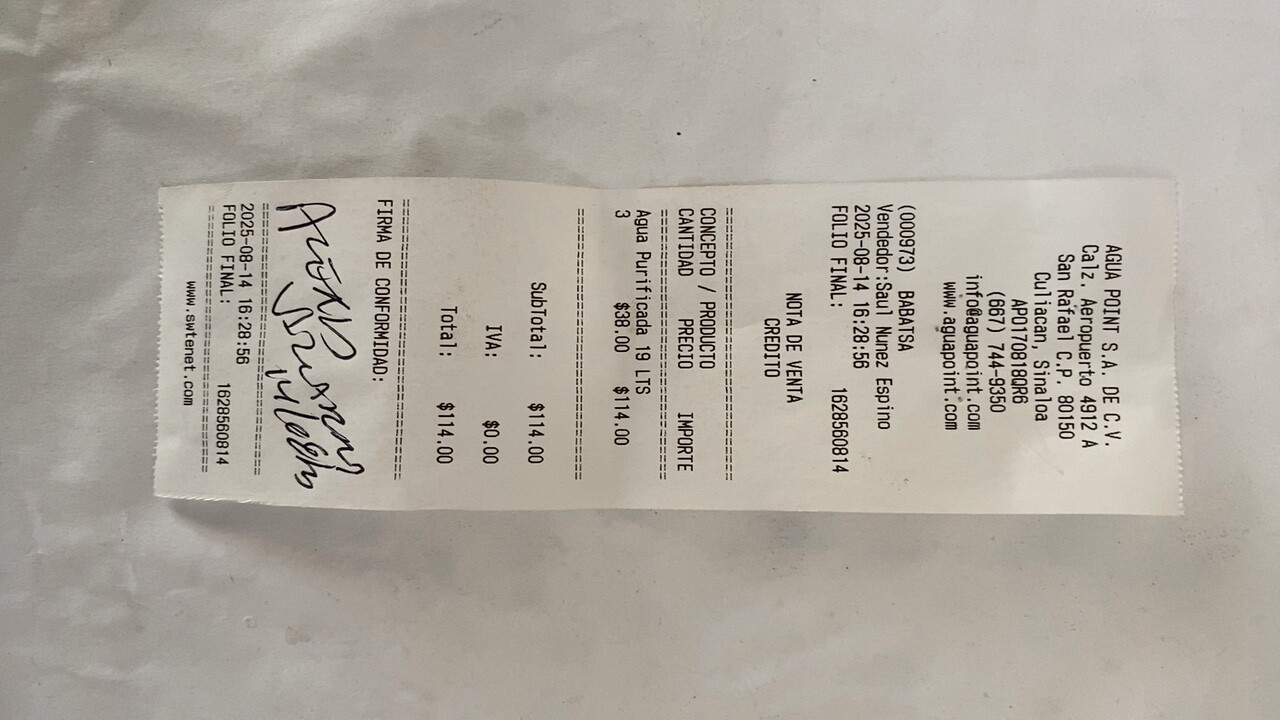 AGUA POINT S.A. DE C.V.
Calz. Aeropuerto 4912 A
San Rafael C.P. 80150
Culiacan, Sinaloa
APO170818QR6
(667) 744-9350
info@aguapoint.com
www.aguapoint.com
(000973) BABATSA
Vendedor:Saul Nunez Espino
2025-08-14 16:28:56
FOLIO FINAL: 1628560814
NOTA DE VENTA
CREDITO
==============================
CONCEPTO / PRODUCTO
CANTIDAD PRECIO IMPORTE
==============================
Agua Purificada 19 LTS
3 $38.00 $114.00
==============================
SubTotal: $114.00
IVA: $0.00
Total: $114.00
==============================
FIRMA DE CONFORMIDAD:
==============================
2025-08-14 16:28:56
FOLIO FINAL: 1628560814
==============================
www.swtenet.com